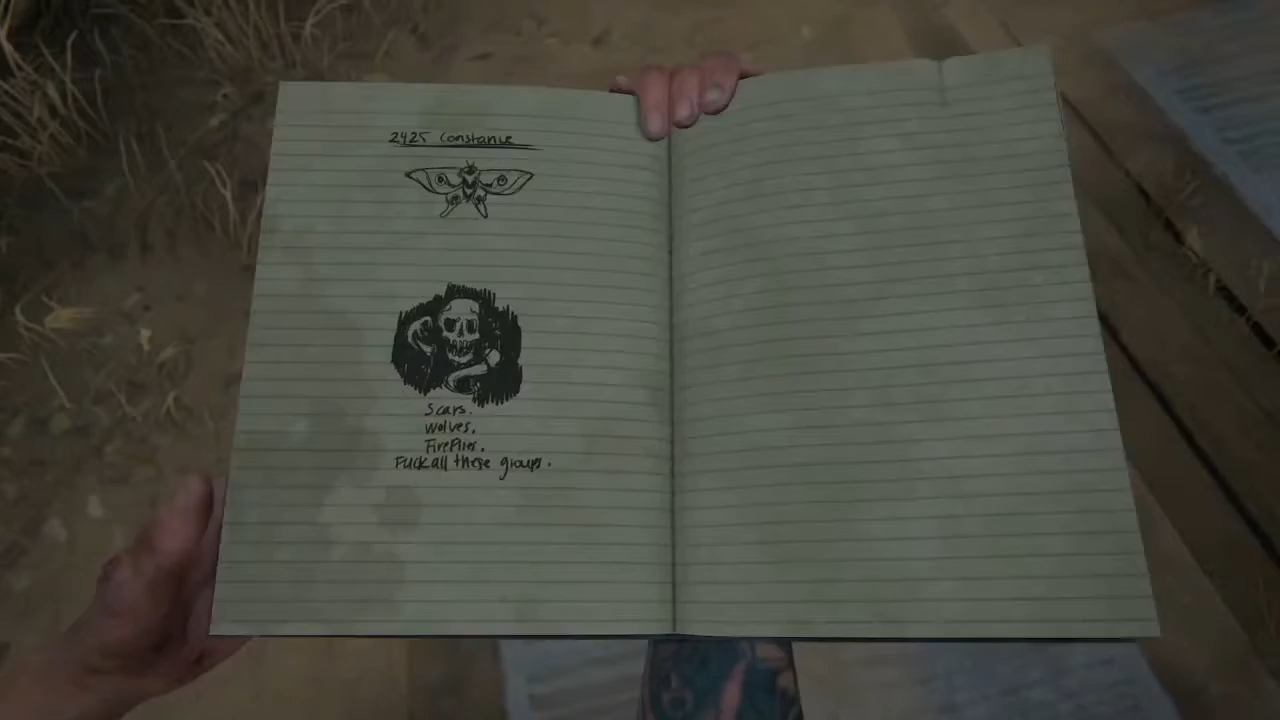 2425 Constance
Scars.
Wolves.
Fireflies.
Fuck all these groups.